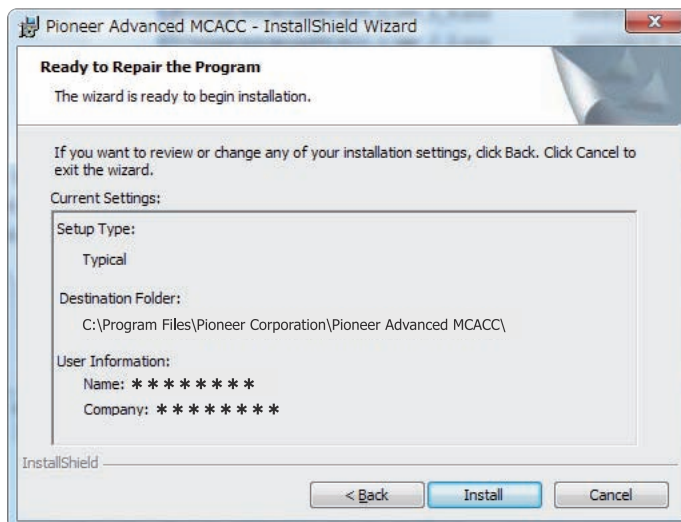 Pioneer Advanced MCACC - InstallShield Wizard
Ready to Repair the Program
The wizard is ready to begin installation.
If you want to review or change any of your installation settings, click Back. Click Cancel to
exit the wizard.
Current Settings:
Setup Type:
Typical
Destination Folder:
C:\Program Files\Pioneer Corporation\Pioneer Advanced MCACC\
User Information:
Name: ********
Company: ********
InstallShield
< Back
Install
Cancel